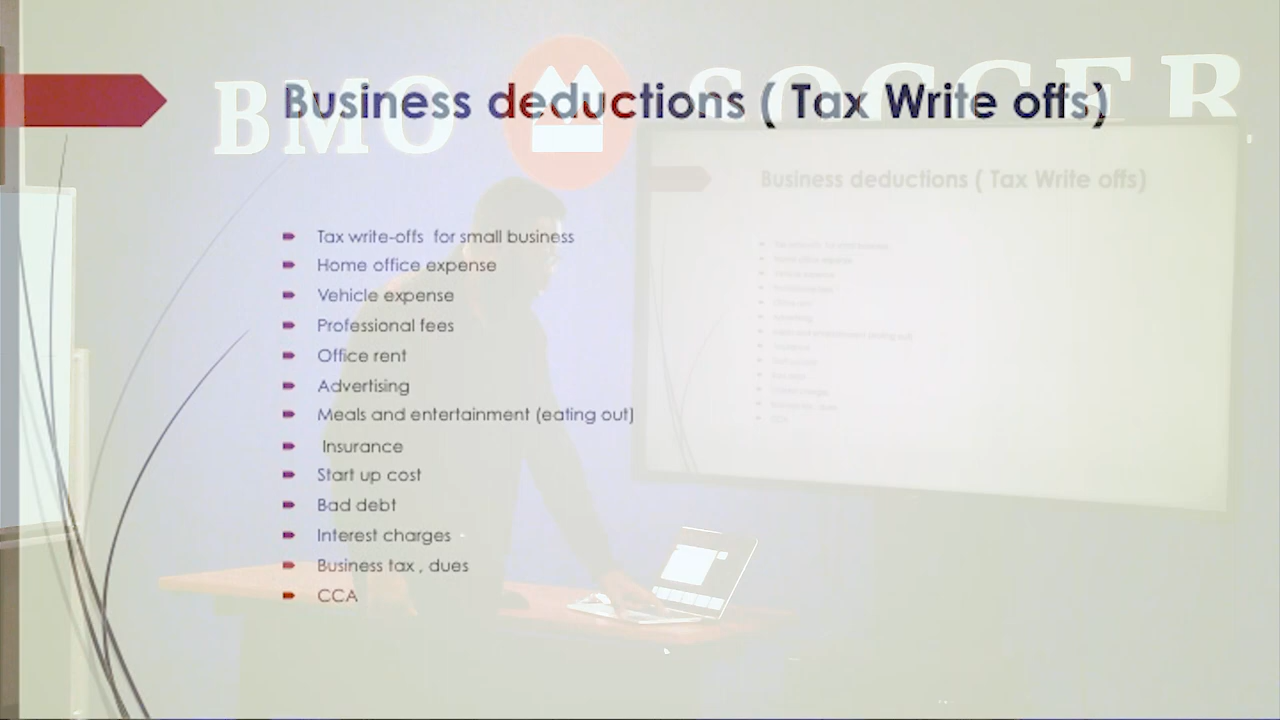 BMO SOCCER
Business deductions ( Tax Write offs)
Business deductions ( Tax Write offs)
Tax write-offs for small business
Home office expense
Vehicle expense
Professional fees
Office rent
Advertising
Meals and entertainment (eating out)
Insurance
Start up cost
Bad debt
Interest charges
Business tax , dues
CCA